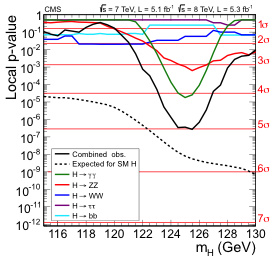 CMS √s = 7 TeV, L = 5.1 fb⁻¹ √s = 8 TeV, L = 5.3 fb⁻¹
Local p-value
1
10⁻¹
10⁻²
10⁻³
10⁻⁴
10⁻⁵
10⁻⁶
10⁻⁷
10⁻⁸
10⁻⁹
10⁻¹⁰
10⁻¹¹
10⁻¹²
1σ
2σ
3σ
4σ
5σ
6σ
7σ
Combined obs.
Expected for SM H
H → γγ
H → ZZ
H → WW
H → ττ
H → bb
116 118 120 122 124 126 128 130
m_H (GeV)